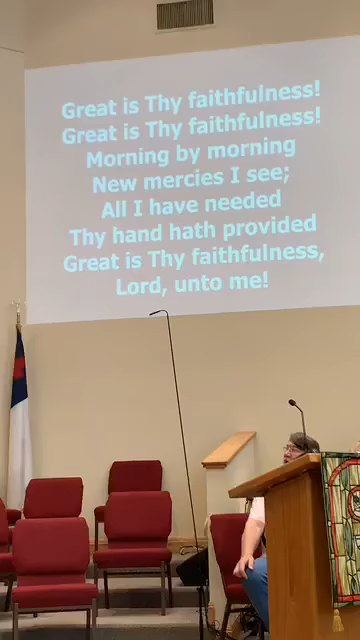 Great is Thy faithfulness!
Great is Thy faithfulness!
Morning by morning
New mercies I see;
All I have needed
Thy hand hath provided
Great is Thy faithfulness,
Lord, unto me!